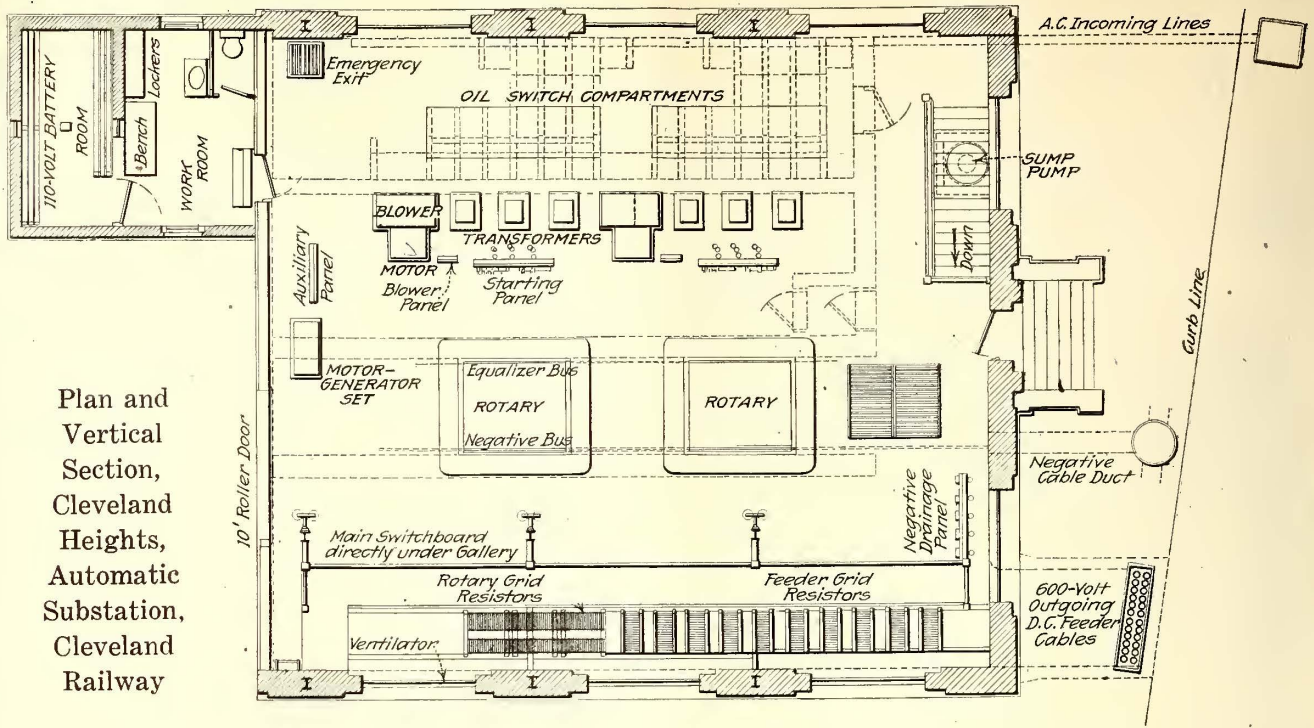 A.C. Incoming Lines
Emergency
Exit
Lockers
OIL SWITCH COMPARTMENTS
110-VOLT BATTERY
ROOM
Bench
WORK
ROOM
SUMP
PUMP
BLOWER
TRANSFORMERS
Down
MOTOR
Blower
Panel
Starting
Panel
Auxiliary
Panel
Curb Line
MOTOR-
GENERATOR
SET
Equalizer Bus
ROTARY
Negative Bus
ROTARY
Plan and
Vertical
Section,
Cleveland
Heights,
Automatic
Substation,
Cleveland
Railway
10' Roller Door
Negative
Cable Duct
Negative
Drainage
Panel
Main Switchboard
directly under Gallery
Rotary Grid
Resistors
Feeder Grid
Resistors
600-Volt
Outgoing
D.C. Feeder
Cables
Ventilator
I
I
I
I
I
I